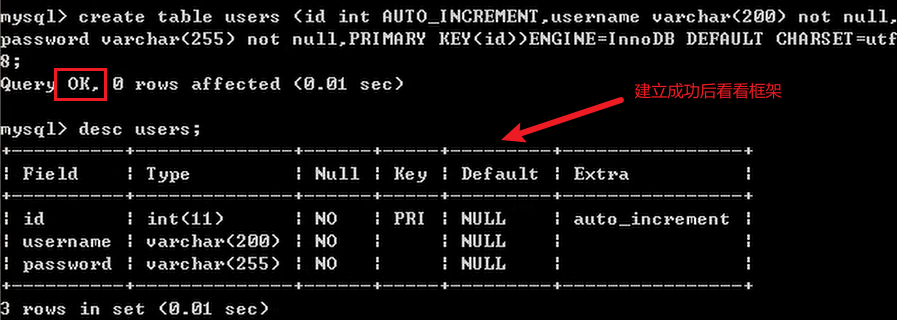 mysql> create table users (id int AUTO_INCREMENT,username varchar(200) not null,
password varchar(255) not null,PRIMARY KEY(id))ENGINE=InnoDB DEFAULT CHARSET=utf
8;
Query OK, 0 rows affected (0.01 sec)
建立成功后看看框架
mysql> desc users;
+----------+--------------+------+-----+---------+----------------+
| Field    | Type         | Null | Key | Default | Extra          |
+----------+--------------+------+-----+---------+----------------+
| id       | int(11)      | NO   | PRI | NULL    | auto_increment |
| username | varchar(200) | NO   |     | NULL    |                |
| password | varchar(255) | NO   |     | NULL    |                |
+----------+--------------+------+-----+---------+----------------+
3 rows in set (0.01 sec)